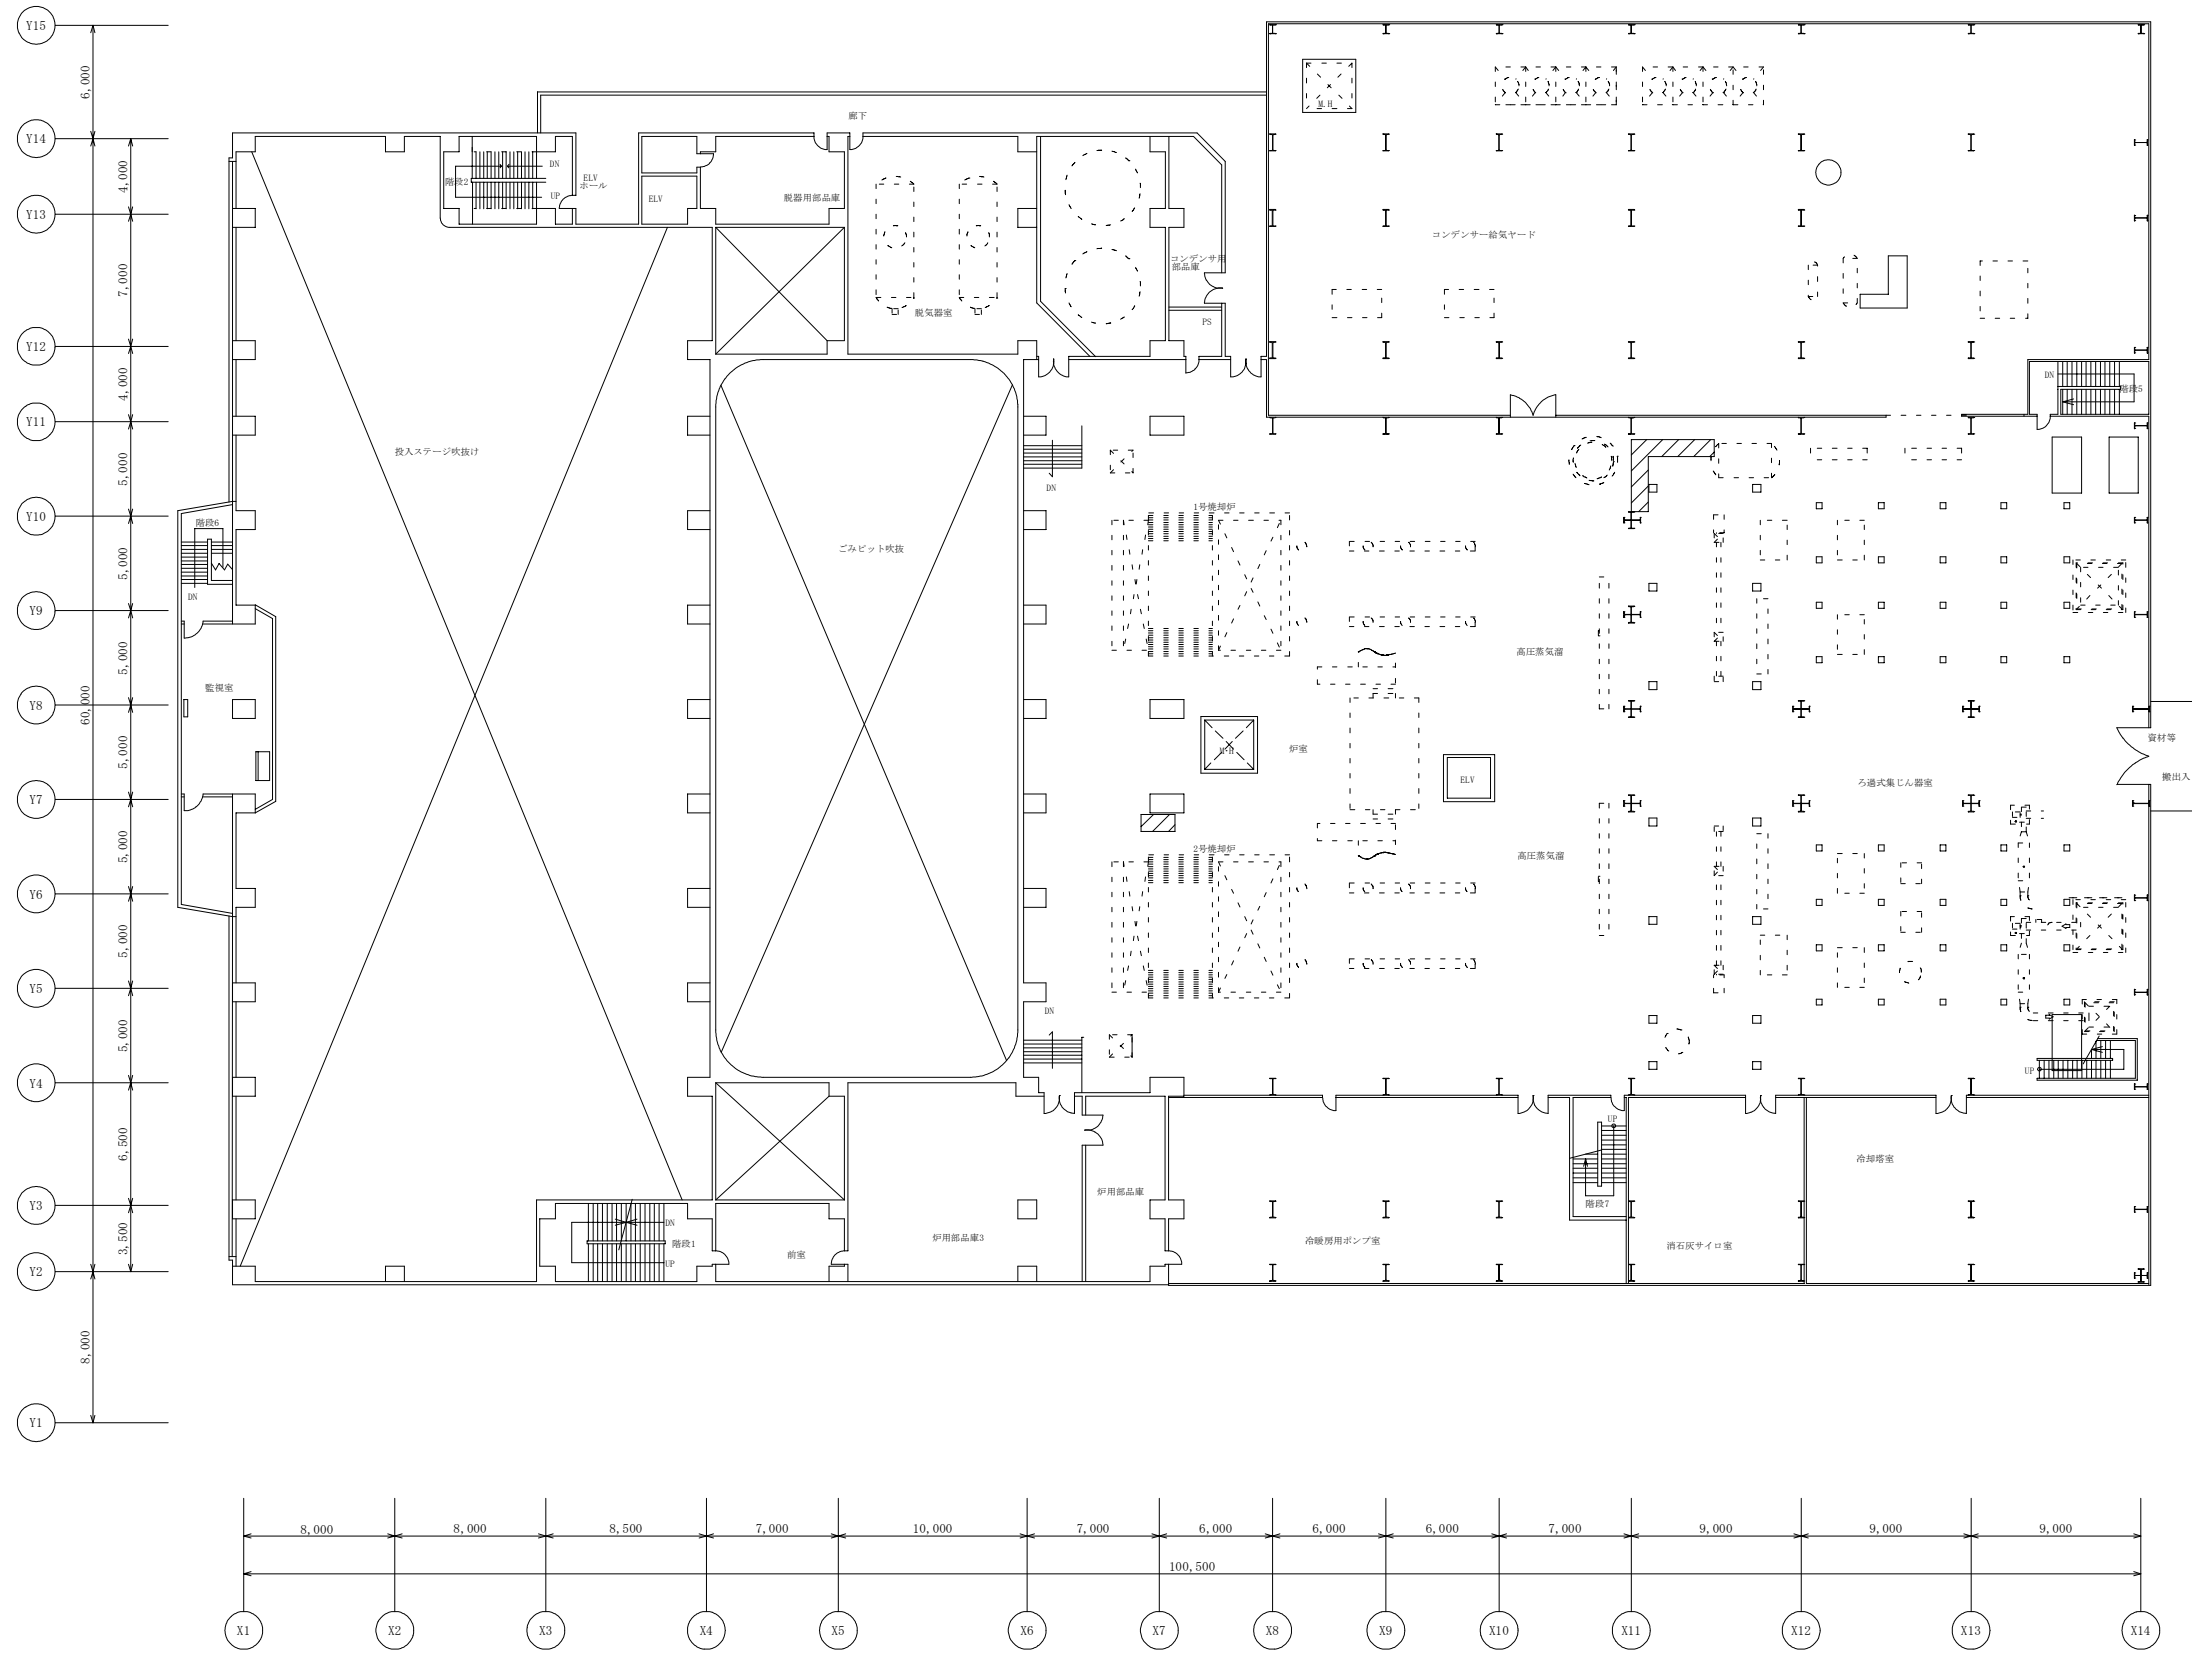 Y15
6,000
廊下
M.H
Y14
4,000
階段2
DN
UP
ELV
ホール
ELV
脱器用部品庫
Y13
コンデンサー給気ヤード
7,000
コンデンサ用
部品庫
脱気器室
PS
Y12
4,000
DN
階段5
Y11
投入ステージ吹抜け
5,000
DN
1号焼却炉
Y10
階段6
ごみピット吹抜
5,000
DN
Y9
5,000
高圧蒸気溜
監視室
Y8
60,000
資材等
搬出入
M.H
炉室
5,000
ELV
ろ過式集じん器室
Y7
5,000
2号焼却炉
高圧蒸気溜
Y6
5,000
Y5
DN
5,000
UP
Y4
UP
6,500
冷却塔室
炉用部品庫
Y3
階段7
3,500
DN
階段1
UP
前室
炉用部品庫3
冷暖房用ポンプ室
消石灰サイロ室
Y2
8,000
Y1
8,000 8,000 8,500 7,000 10,000 7,000 6,000 6,000 6,000 7,000 9,000 9,000 9,000
100,500
X1 X2 X3 X4 X5 X6 X7 X8 X9 X10 X11 X12 X13 X14